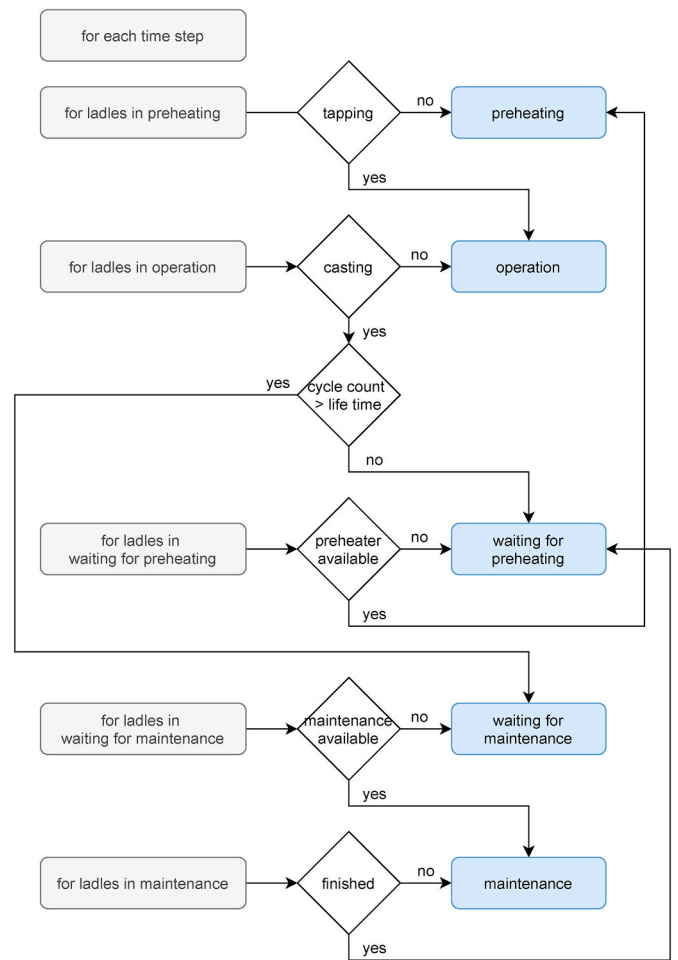 for each time step
for ladles in preheating
tapping
no
preheating
yes
for ladles in operation
casting
no
operation
yes
yes
cycle count
> life time
no
for ladles in
waiting for preheating
preheater
available
no
waiting for
preheating
yes
for ladles in
waiting for maintenance
maintenance
available
no
waiting for
maintenance
yes
for ladles in maintenance
finished
no
maintenance
yes